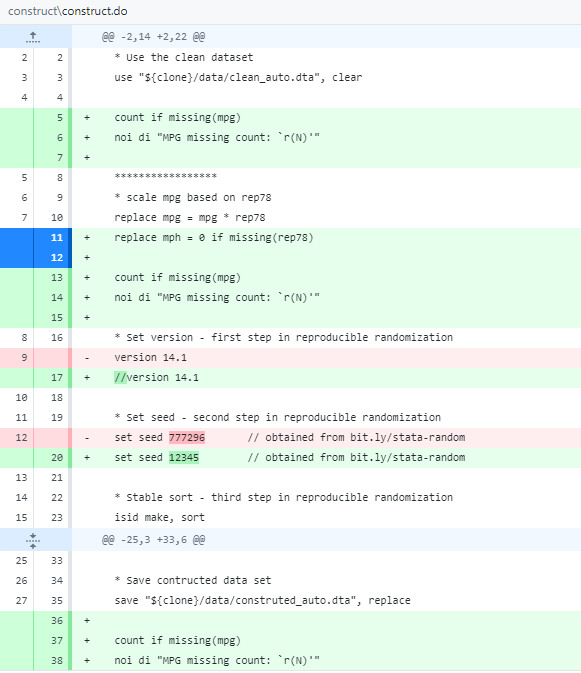 construct\construct.do
@@ -2,14 +2,22 @@
2 2 * Use the clean dataset
3 3 use "${clone}/data/clean_auto.dta", clear
4 4
5 + count if missing(mpg)
6 + noi di "MPG missing count: `r(N)'"
7 +
5 8 *****************
6 9 * scale mpg based on rep78
7 10 replace mpg = mpg * rep78
11 + replace mph = 0 if missing(rep78)
12 +
13 + count if missing(mpg)
14 + noi di "MPG missing count: `r(N)'"
15 +
8 16 * Set version - first step in reproducible randomization
9 - version 14.1
17 + //version 14.1
10 18
11 19 * Set seed - second step in reproducible randomization
12 - set seed 777296 // obtained from bit.ly/stata-random
20 + set seed 12345 // obtained from bit.ly/stata-random
13 21
14 22 * Stable sort - third step in reproducible randomization
15 23 isid make, sort
@@ -25,3 +33,6 @@
25 33
26 34 * Save contructed data set
27 35 save "${clone}/data/construted_auto.dta", replace
36 +
37 + count if missing(mpg)
38 + noi di "MPG missing count: `r(N)'"